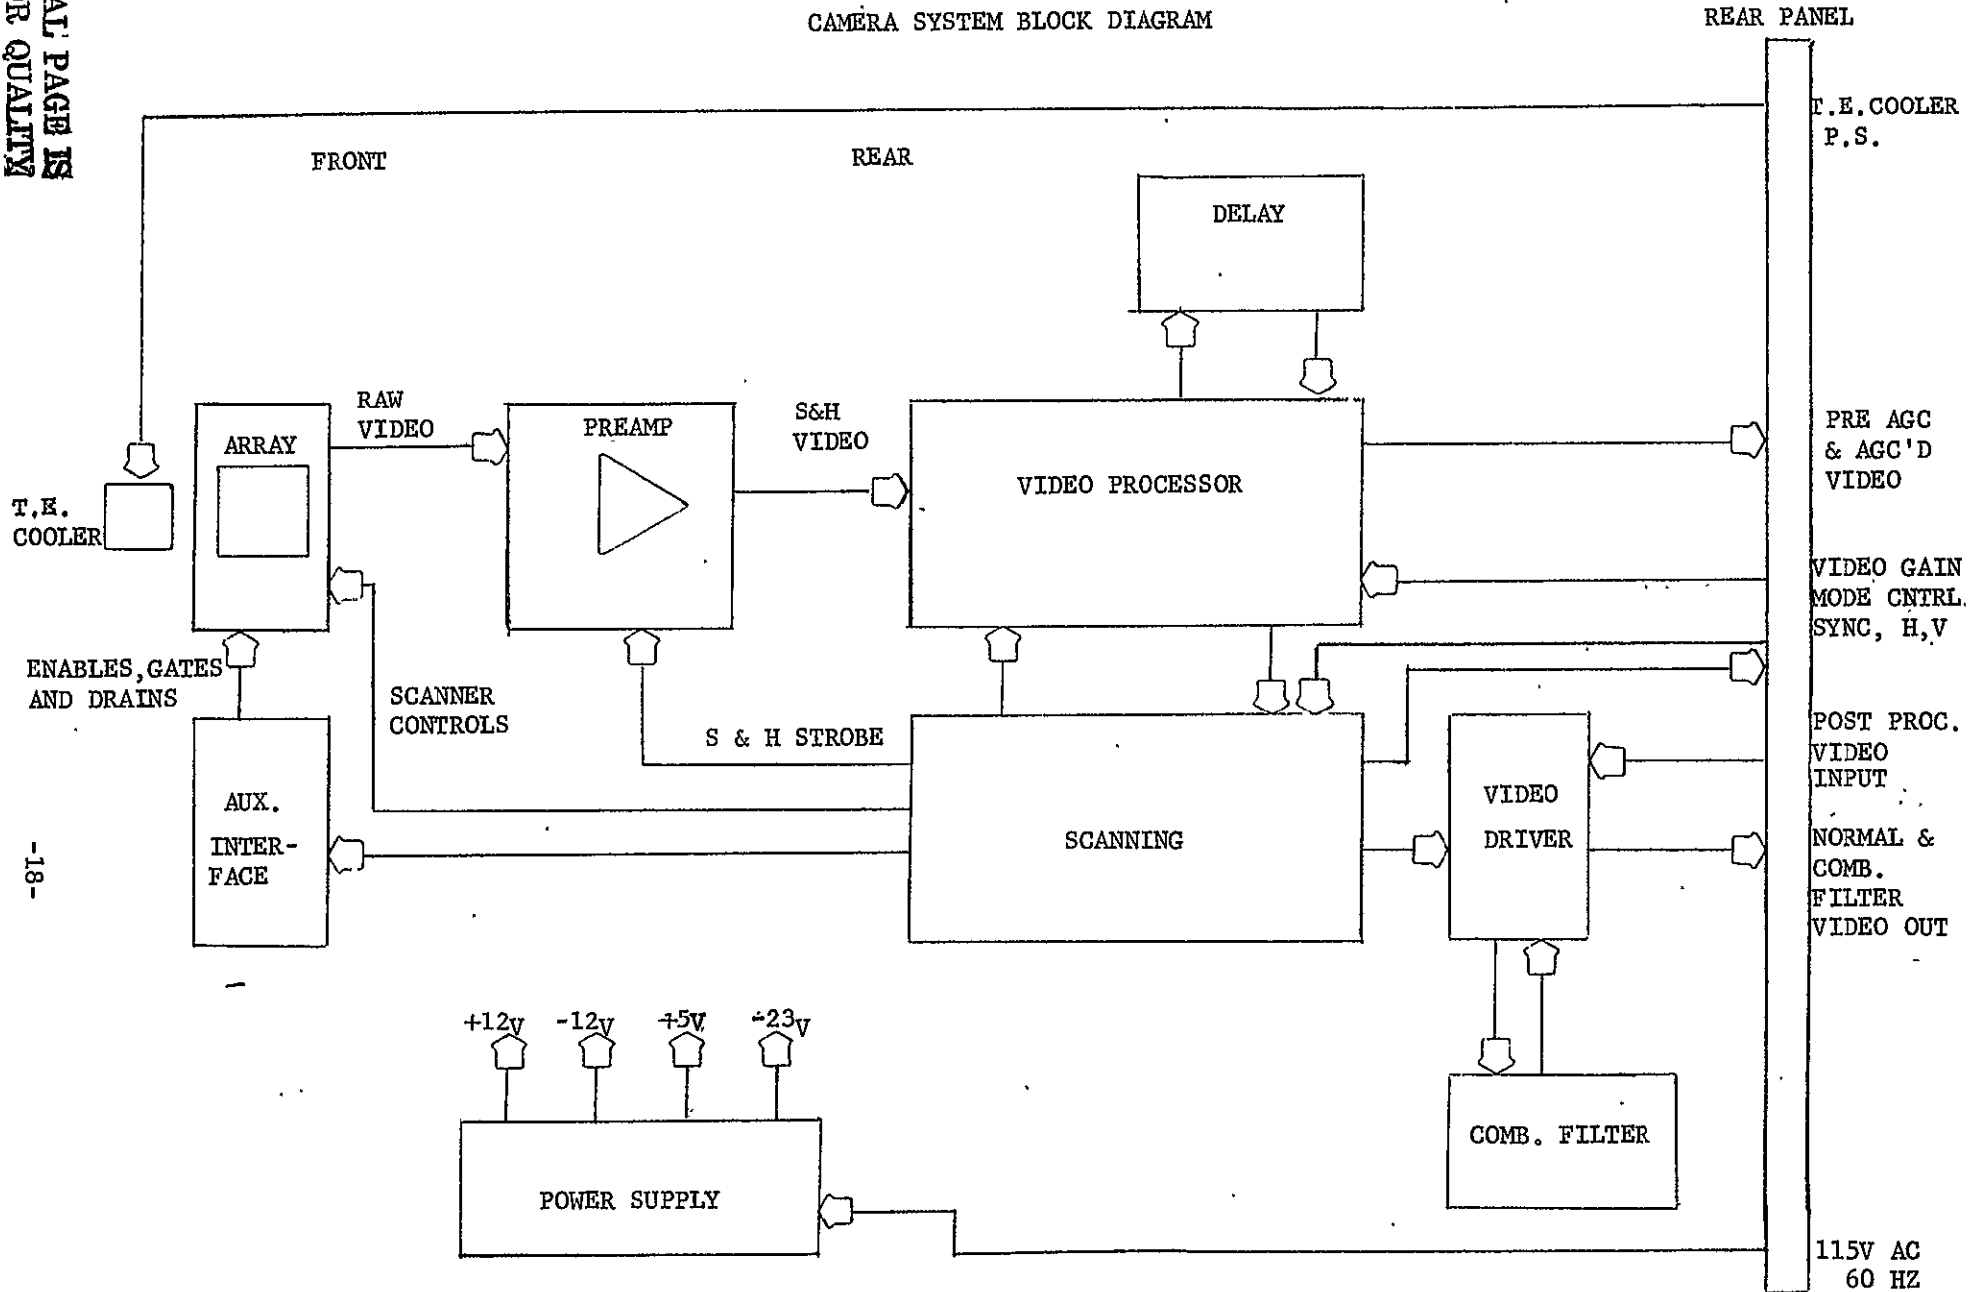 CAMERA SYSTEM BLOCK DIAGRAM
REAR PANEL
PAGE IS
QUALITY
T.E.COOLER
P.S.
FRONT
REAR
DELAY
RAW
VIDEO
ARRAY
PREAMP
S&H
VIDEO
VIDEO PROCESSOR
PRE AGC
& AGC'D
VIDEO
T.E.
COOLER
VIDEO GAIN
MODE CNTRL.
SYNC, H,V
ENABLES,GATES
AND DRAINS
SCANNER
CONTROLS
S & H STROBE
POST PROC.
VIDEO
INPUT
AUX.
INTER-
FACE
SCANNING
VIDEO
DRIVER
NORMAL &
COMB.
FILTER
VIDEO OUT
-18-
+12V
-12V
+5V
-23V
COMB. FILTER
POWER SUPPLY
115V AC
60 HZ